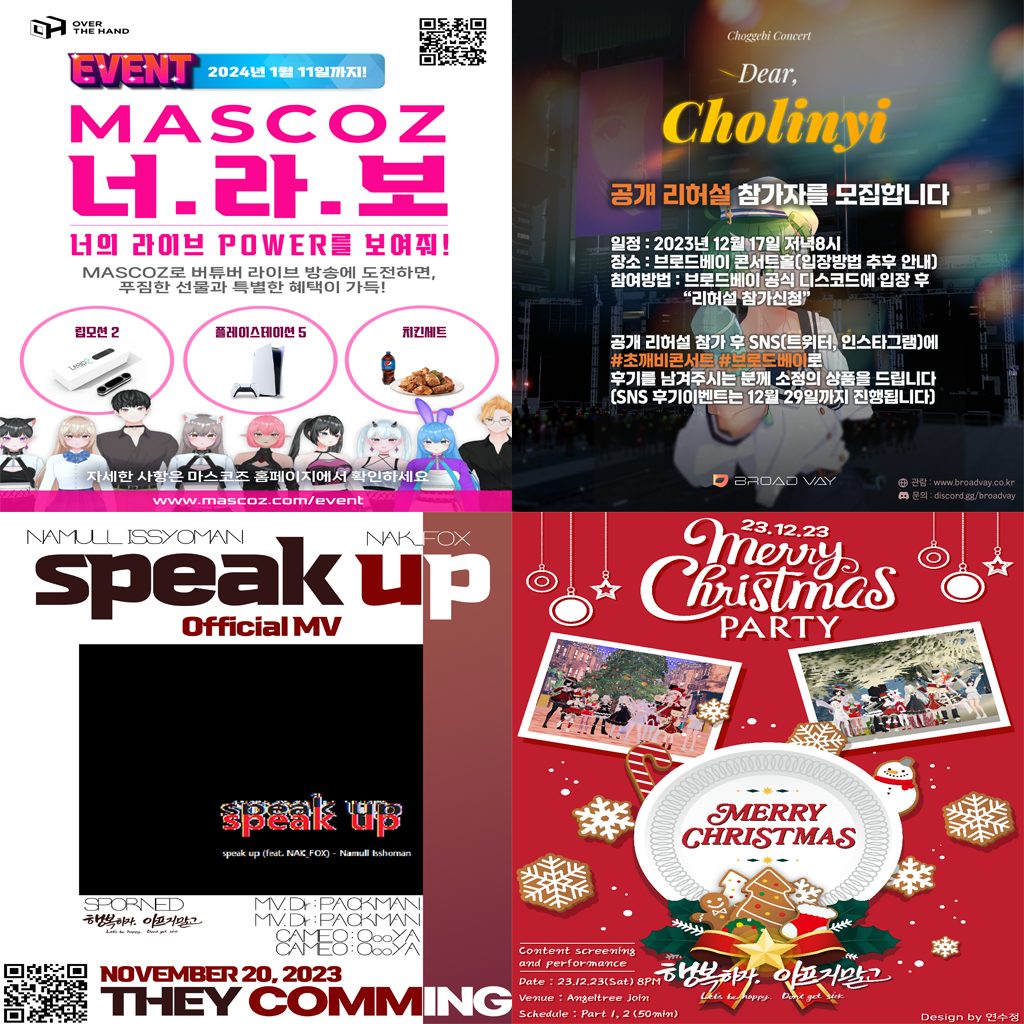 OVER
THE HAND
EVENT
2024년 1월 11일까지!
MASCOZ
너.라.보
너의 라이브 POWER를 보여줘!
MASCOZ로 버튜버 라이브 방송에 도전하면,
푸짐한 선물과 특별한 혜택이 가득!
립모션 2
플레이스테이션 5
치킨세트
Leap2
자세한 사항은 마스코즈 홈페이지에서 확인하세요
www.mascoz.com/event
Choggebi Concert
Dear,
Cholinyi
공개 리허설 참가자를 모집합니다
일정 : 2023년 12월 17일 저녁8시
장소 : 브로드베이 콘서트홀(입장방법 추후 안내)
참여방법 : 브로드베이 공식 디스코드에 입장 후
“리허설 참가신청”
공개 리허설 참가 후 SNS(트위터, 인스타그램)에
#초깨비콘서트 #브로드베이로
후기를 남겨주시는 분께 소정의 상품을 드립니다
(SNS 후기이벤트는 12월 29일까지 진행됩니다)
BROAD VAY
관람 : www.broadvay.co.kr
문의 : discord.gg/broadvay
NAMULL ISSYOMAN
NAK_FOX
speak up
Official MV
speak up
speak up
speak up (feat. NAK_FOX) - Namull Isshoman
SPORNED
행복하자. 아프지말고
Let's be happy. Don't get sick
MV.Dr : PACKMAN
MV.Dr : PACKMAN
CAMEO : OooYA
CAMEO : OooYA
NOVEMBER 20, 2023
THEY COMMING
23.12.23
Merry
Christmas
PARTY
MERRY
CHRISTMAS
Content screening
and performance
Date : 23.12.23(Sat) 8PM
Venue : Angeltree Join
Schedule : Part 1, 2 (50min)
행복하자. 아프지말고
Let's be happy. Don't get sick
Design by 연수정